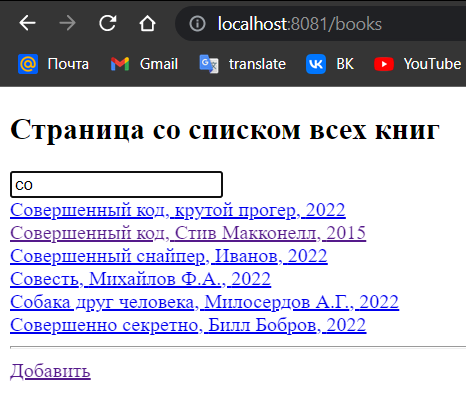 localhost:8081/books
Почта Gmail translate ВК YouTube
Страница со списком всех книг
со
Совершенный код, крутой прогер, 2022
Совершенный код, Стив Макконелл, 2015
Совершенный снайпер, Иванов, 2022
Совесть, Михайлов Ф.А., 2022
Собака друг человека, Милосердов А.Г., 2022
Совершенно секретно, Билл Бобров, 2022
Добавить